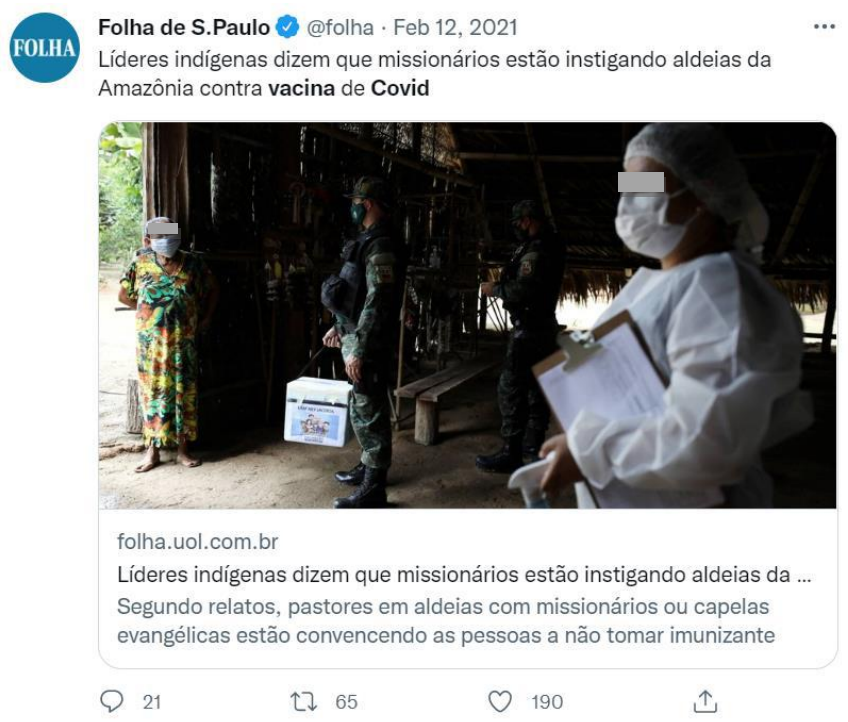 FOLHA
Folha de S.Paulo @folha · Feb 12, 2021
Líderes indígenas dizem que missionários estão instigando aldeias da
Amazônia contra vacina de Covid
folha.uol.com.br
Líderes indígenas dizem que missionários estão instigando aldeias da ...
Segundo relatos, pastores em aldeias com missionários ou capelas
evangélicas estão convencendo as pessoas a não tomar imunizante
21 65 190